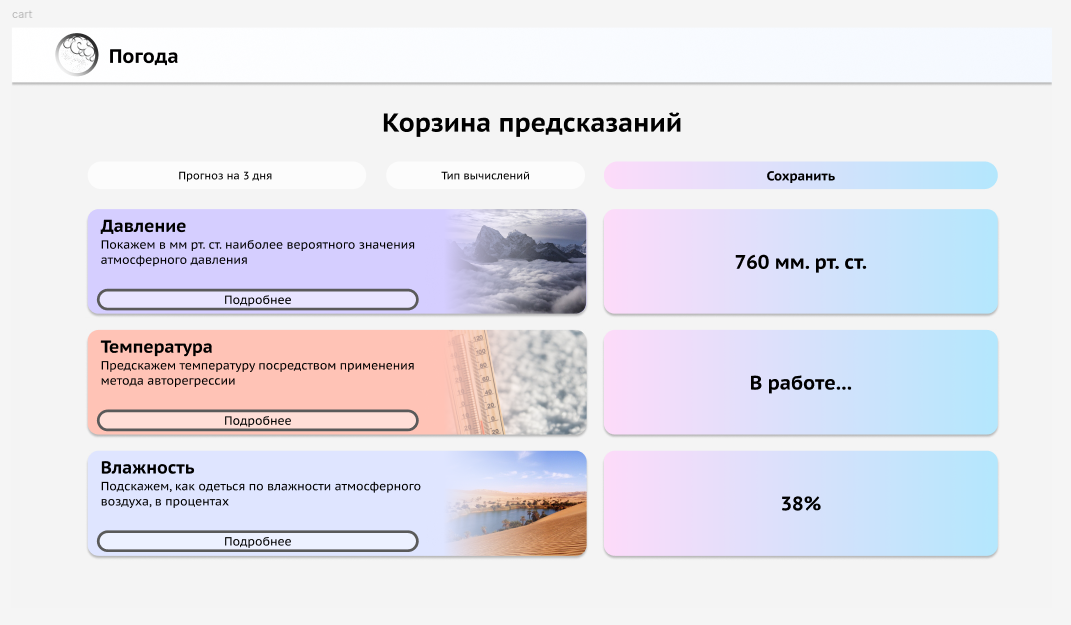 cart
Погода
Корзина предсказаний
Прогноз на 3 дня
Тип вычислений
Сохранить
Давление
Покажем в мм рт. ст. наиболее вероятного значения
атмосферного давления
Подробнее
760 мм. рт. ст.
Температура
Предскажем температуру посредством применения
метода авторегрессии
Подробнее
В работе...
Влажность
Подскажем, как одеться по влажности атмосферного
воздуха, в процентах
Подробнее
38%